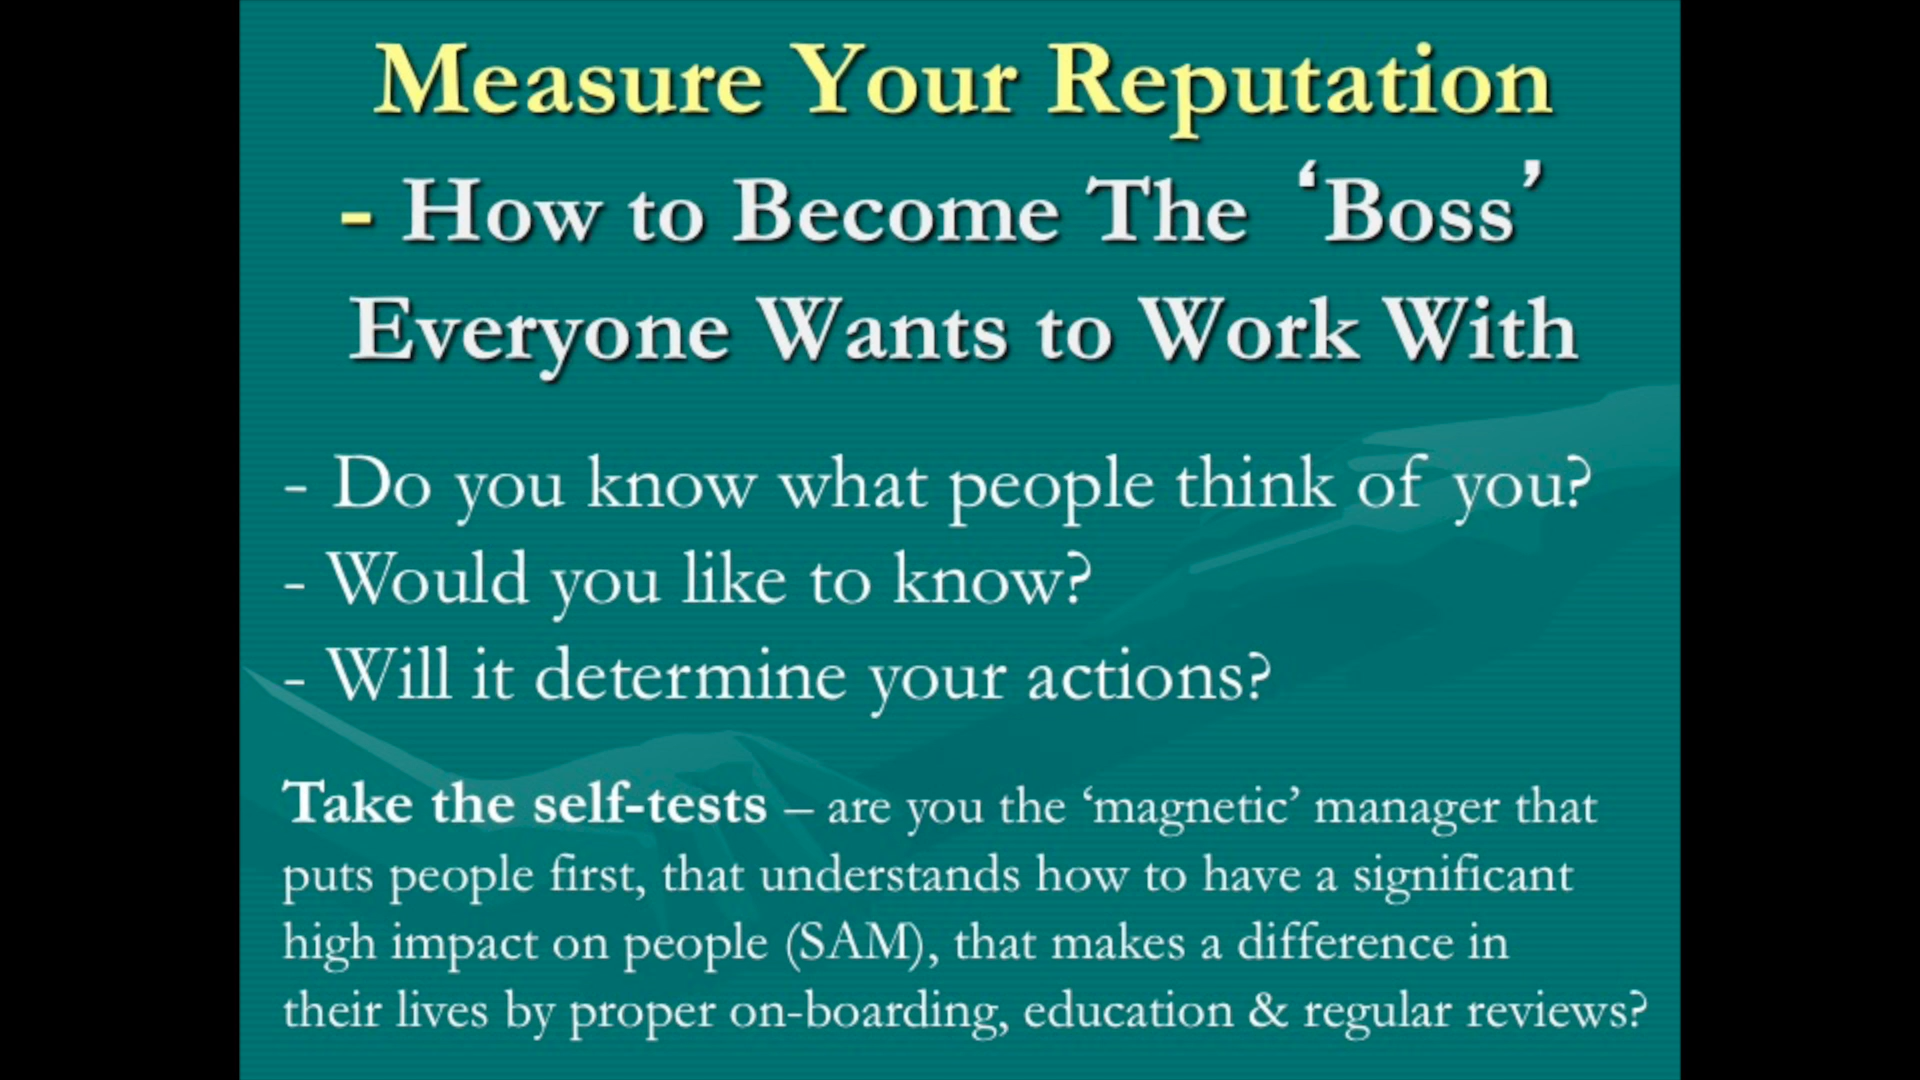 Measure Your Reputation
- How to Become The ‘Boss’
Everyone Wants to Work With
- Do you know what people think of you?
- Would you like to know?
- Will it determine your actions?
Take the self-tests – are you the ‘magnetic’ manager that
puts people first, that understands how to have a significant
high impact on people (SAM), that makes a difference in
their lives by proper on-boarding, education & regular reviews?